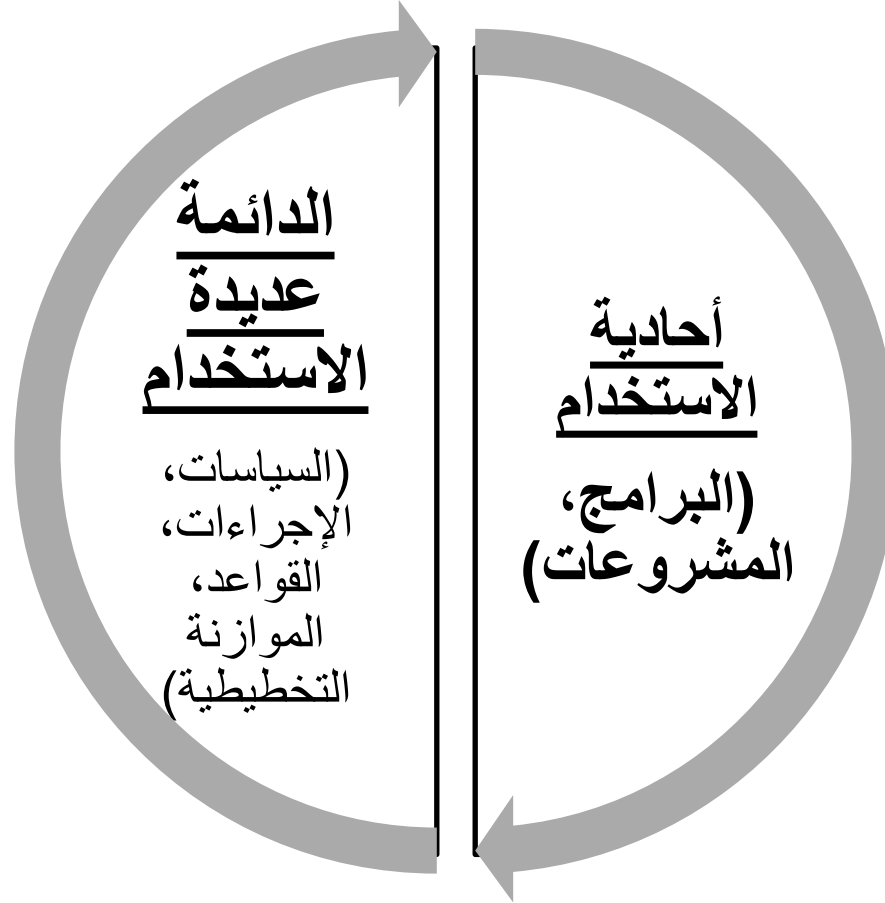 أحادية
الاستخدام
(البرامج،
المشروعات)
الدائمة
عديدة
الاستخدام
(السياسات،
الإجراءات،
القواعد،
الموازنة
التخطيطية)